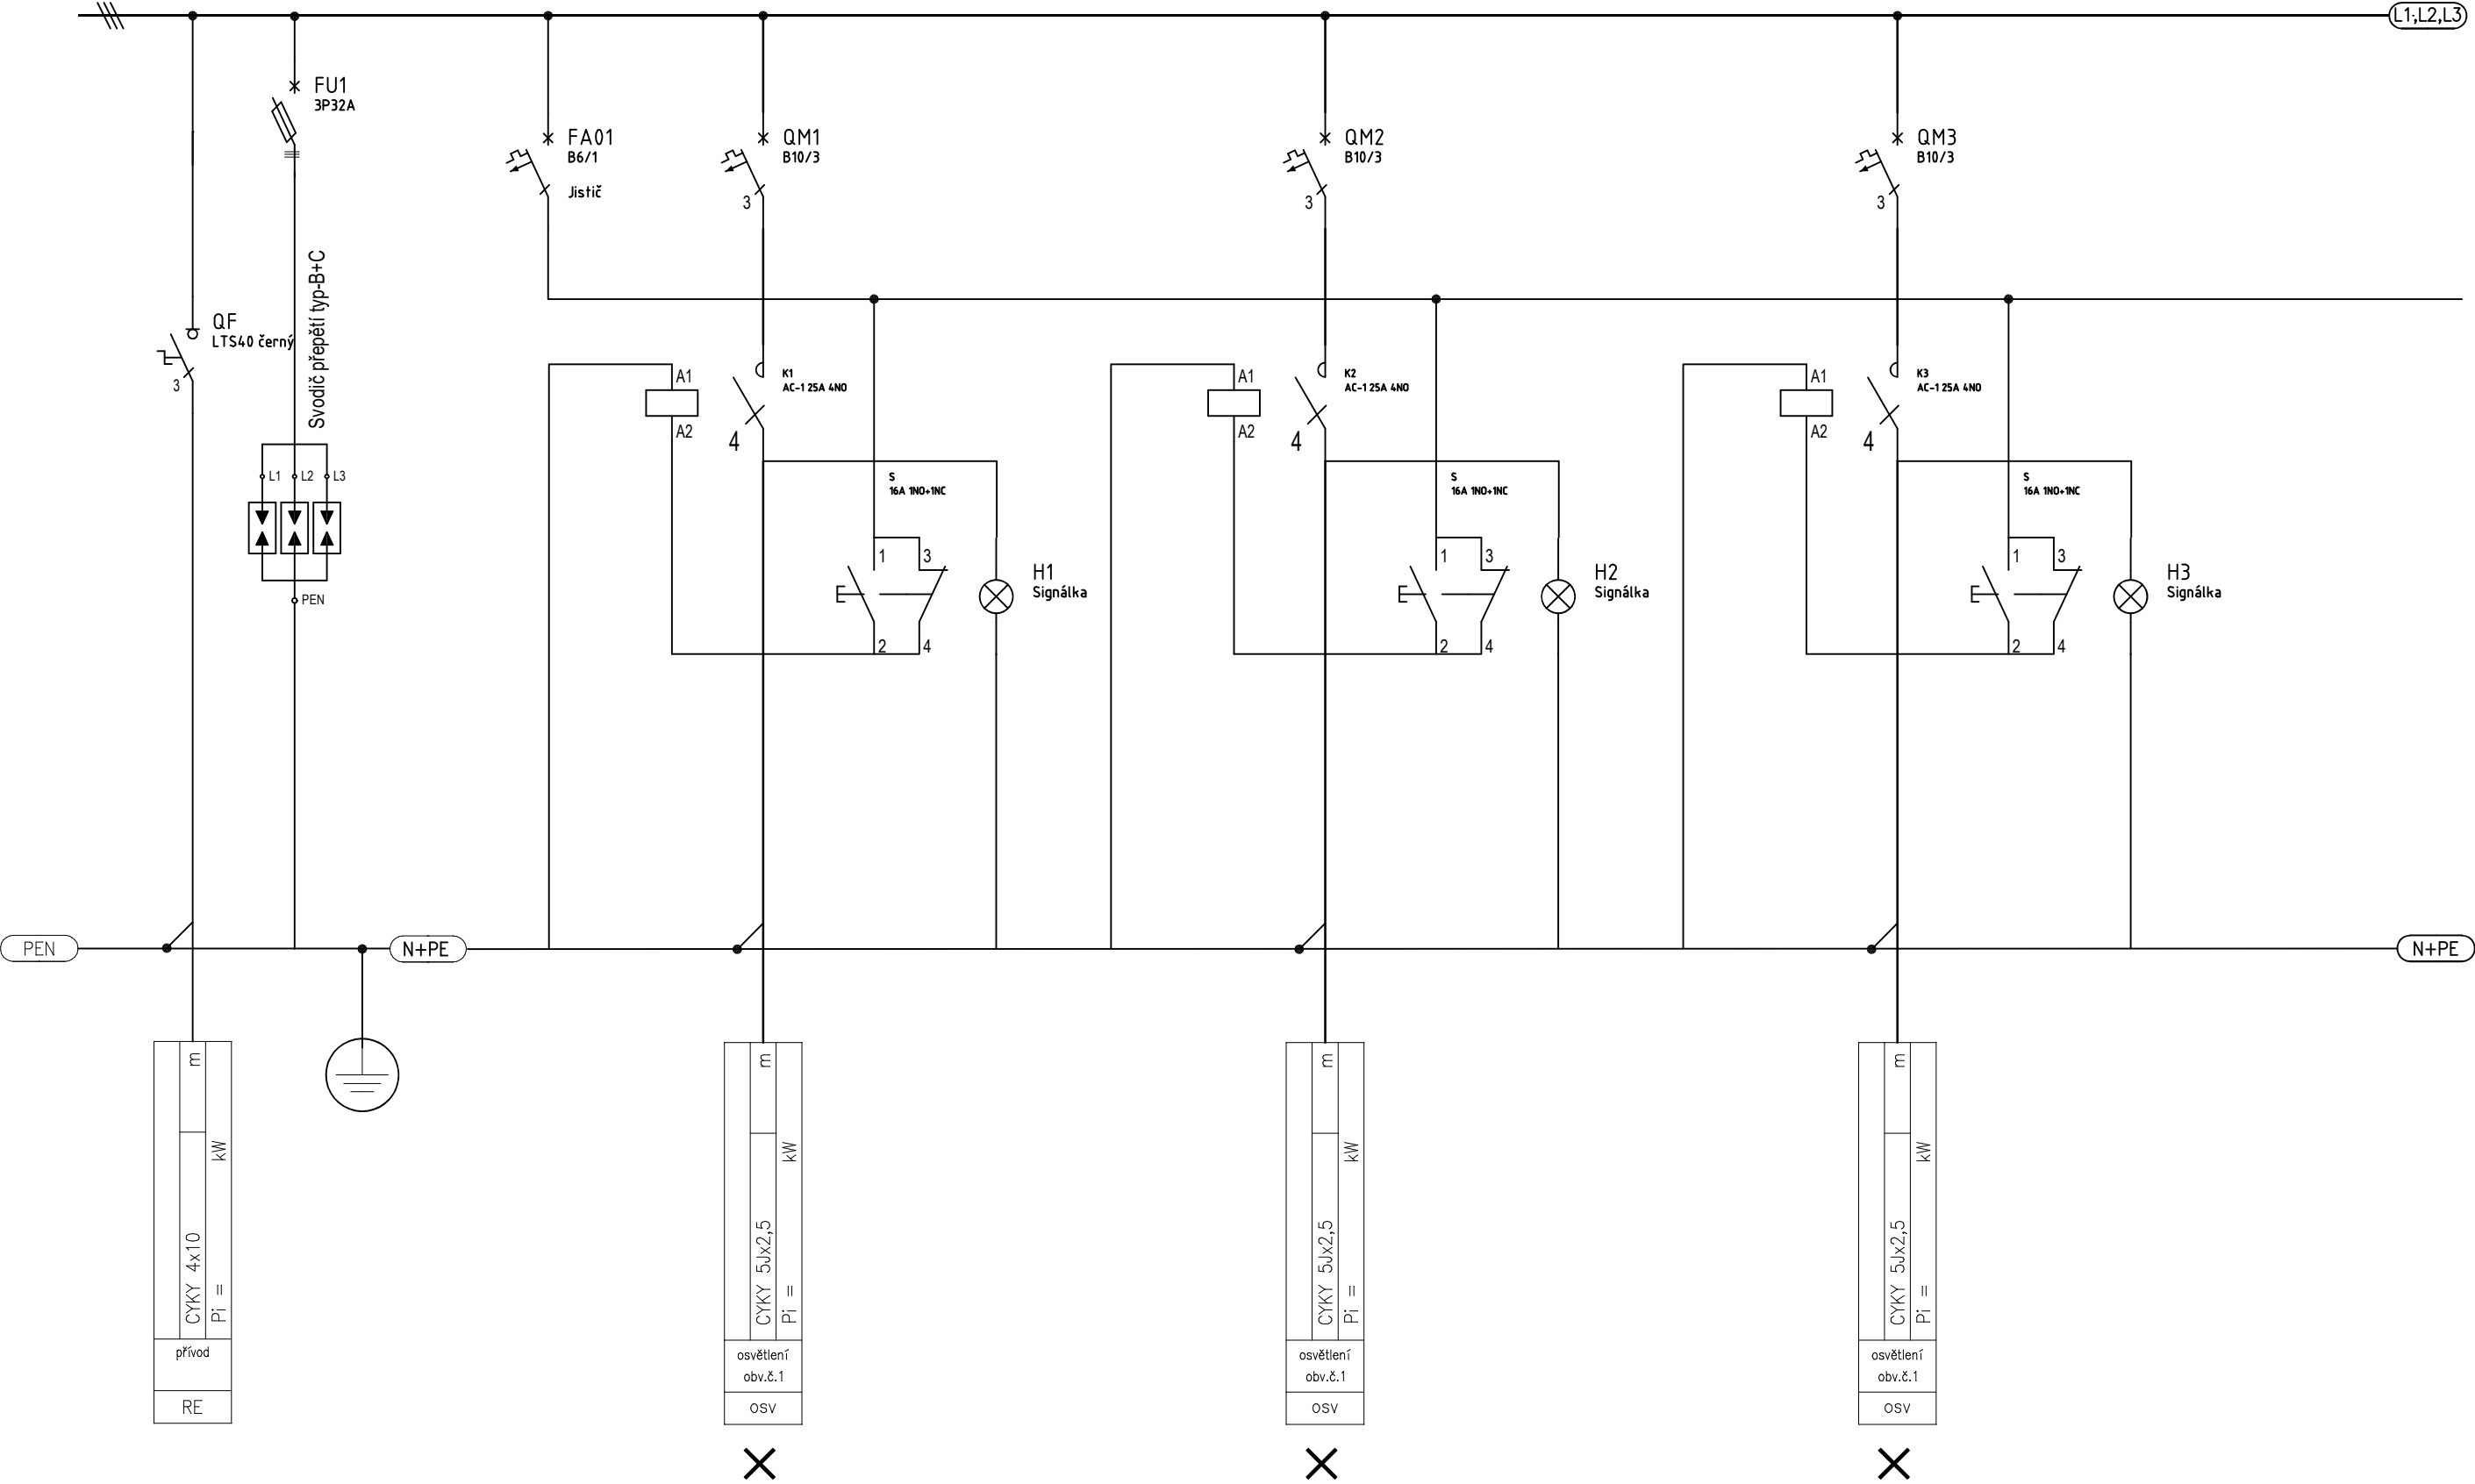 L1;L2,L3
FU1
3P32A
FA01
B6/1
Jistič
QM1
B10/3
3
QM2
B10/3
3
QM3
B10/3
3
Svodič přepětí typ-B+C
QF
LTS40 černý
3
L1
L2
L3
PEN
A1
A2
K1
AC-1 25A 4NO
4
S
16A 1NO+1NC
1
3
2
4
H1
Signálka
A1
A2
K2
AC-1 25A 4NO
4
S
16A 1NO+1NC
1
3
2
4
H2
Signálka
A1
A2
K3
AC-1 25A 4NO
4
S
16A 1NO+1NC
1
3
2
4
H3
Signálka
PEN
N+PE
N+PE
CYKY 4x10
m
Pi = kW
přívod
RE
CYKY 5Jx2,5
m
Pi = kW
osvětlení
obv.č.1
OSV
CYKY 5Jx2,5
m
Pi = kW
osvětlení
obv.č.1
OSV
CYKY 5Jx2,5
m
Pi = kW
osvětlení
obv.č.1
OSV